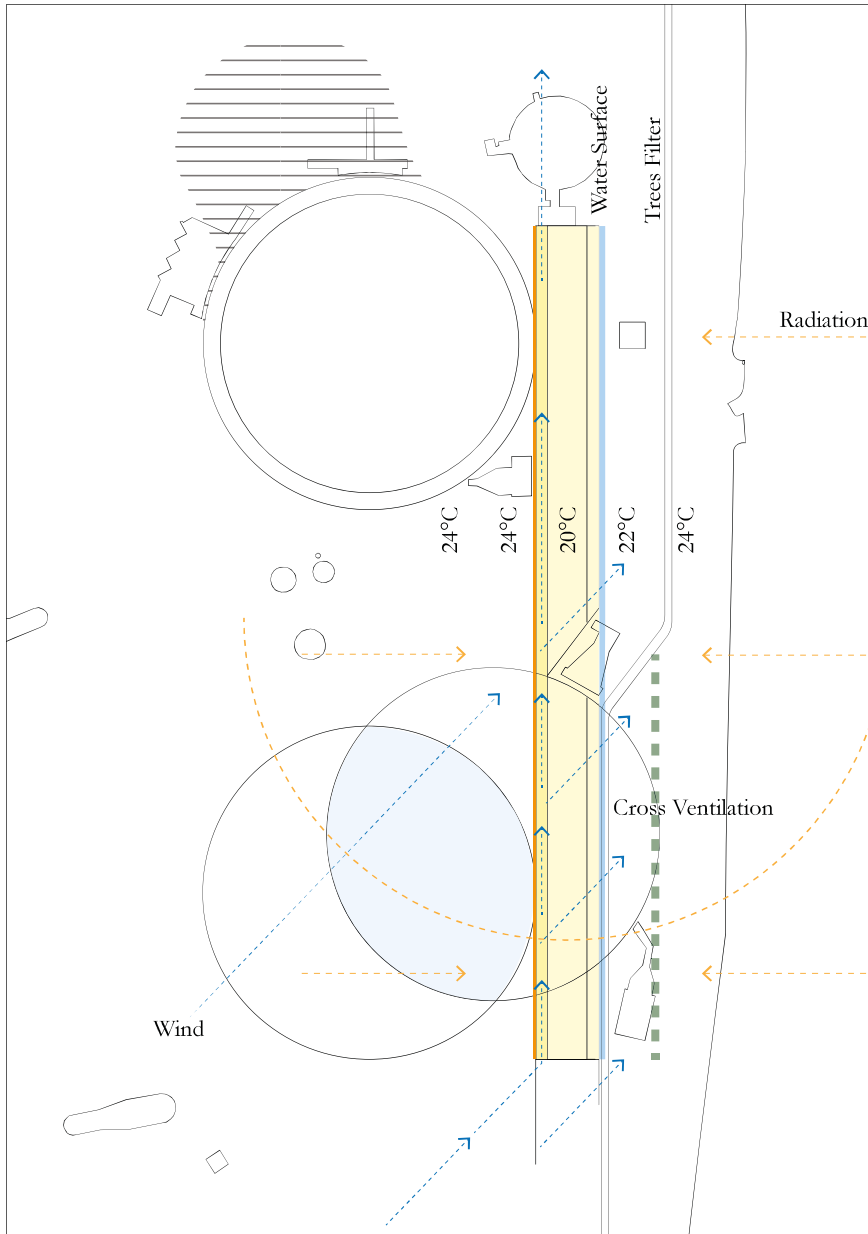 Water Surface
Trees Filter
Radiation
24°C
24°C
20°C
22°C
24°C
Cross Ventilation
Wind